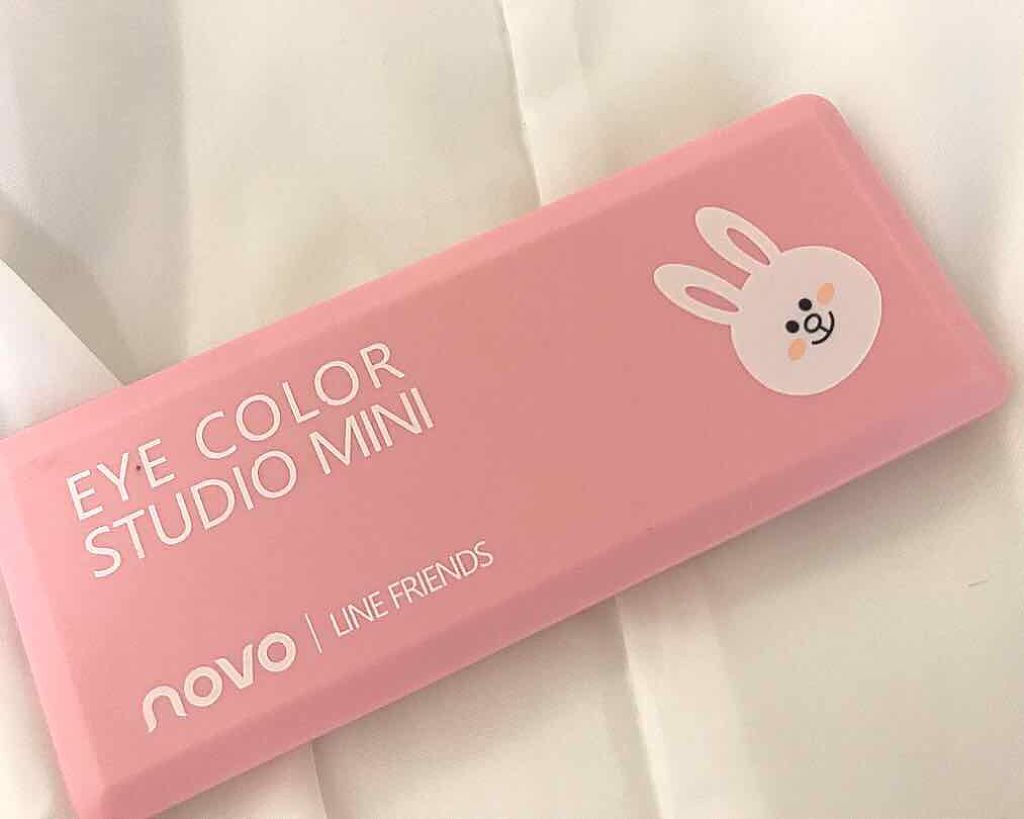 EYE COLOR
STUDIO MINI
novo | LINE FRIENDS